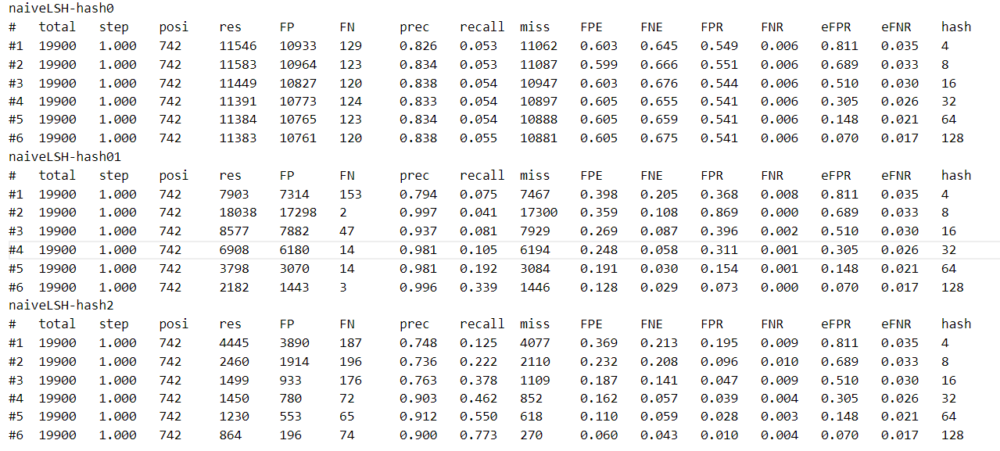 naiveLSH-hash0
# total step posi res FP FN prec recall miss FPE FNE FPR FNR eFPR eFNR hash
#1 19900 1.000 742 11546 10933 129 0.826 0.053 11062 0.603 0.645 0.549 0.006 0.811 0.035 4
#2 19900 1.000 742 11583 10964 123 0.834 0.053 11087 0.599 0.666 0.551 0.006 0.689 0.033 8
#3 19900 1.000 742 11449 10827 120 0.838 0.054 10947 0.603 0.676 0.544 0.006 0.510 0.030 16
#4 19900 1.000 742 11391 10773 124 0.833 0.054 10897 0.605 0.655 0.541 0.006 0.305 0.026 32
#5 19900 1.000 742 11384 10765 123 0.834 0.054 10888 0.605 0.659 0.541 0.006 0.148 0.021 64
#6 19900 1.000 742 11383 10761 120 0.838 0.055 10881 0.605 0.675 0.541 0.006 0.070 0.017 128
naiveLSH-hash01
# total step posi res FP FN prec recall miss FPE FNE FPR FNR eFPR eFNR hash
#1 19900 1.000 742 7903 7314 153 0.794 0.075 7467 0.398 0.205 0.368 0.008 0.811 0.035 4
#2 19900 1.000 742 18038 17298 2 0.997 0.041 17300 0.359 0.108 0.869 0.000 0.689 0.033 8
#3 19900 1.000 742 8577 7882 47 0.937 0.081 7929 0.269 0.087 0.396 0.002 0.510 0.030 16
#4 19900 1.000 742 6908 6180 14 0.981 0.105 6194 0.248 0.058 0.311 0.001 0.305 0.026 32
#5 19900 1.000 742 3798 3070 14 0.981 0.192 3084 0.191 0.030 0.154 0.001 0.148 0.021 64
#6 19900 1.000 742 2182 1443 3 0.996 0.339 1446 0.128 0.029 0.073 0.000 0.070 0.017 128
naiveLSH-hash2
# total step posi res FP FN prec recall miss FPE FNE FPR FNR eFPR eFNR hash
#1 19900 1.000 742 4445 3890 187 0.748 0.125 4077 0.369 0.213 0.195 0.009 0.811 0.035 4
#2 19900 1.000 742 2460 1914 196 0.736 0.222 2110 0.232 0.208 0.096 0.010 0.689 0.033 8
#3 19900 1.000 742 1499 933 176 0.763 0.378 1109 0.187 0.141 0.047 0.009 0.510 0.030 16
#4 19900 1.000 742 1450 780 72 0.903 0.462 852 0.162 0.057 0.039 0.004 0.305 0.026 32
#5 19900 1.000 742 1230 553 65 0.912 0.550 618 0.110 0.059 0.028 0.003 0.148 0.021 64
#6 19900 1.000 742 864 196 74 0.900 0.773 270 0.060 0.043 0.010 0.004 0.070 0.017 128